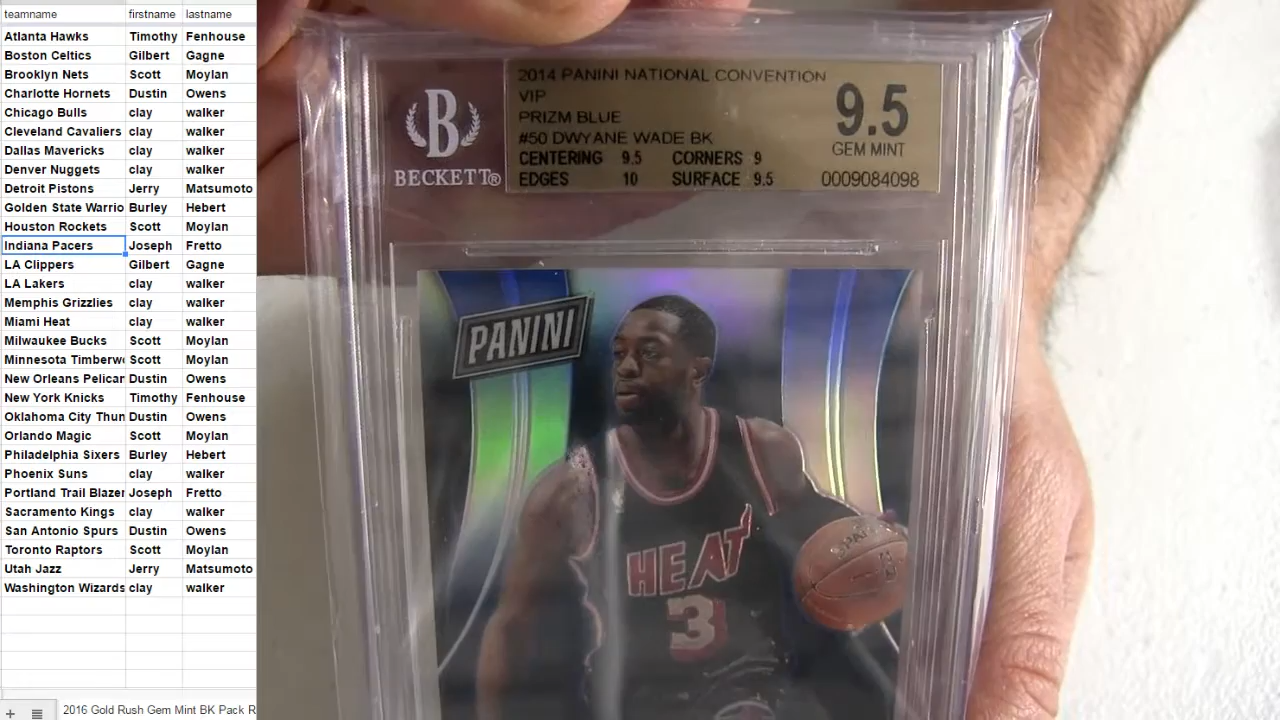 teamname firstname lastname
Atlanta Hawks Timothy Fenhouse
Boston Celtics Gilbert Gagne
Brooklyn Nets Scott Moylan
Charlotte Hornets Dustin Owens
Chicago Bulls clay walker
Cleveland Cavaliers clay walker
Dallas Mavericks clay walker
Denver Nuggets clay walker
Detroit Pistons Jerry Matsumoto
Golden State Warrio Burley Hebert
Houston Rockets Scott Moylan
Indiana Pacers Joseph Fretto
LA Clippers Gilbert Gagne
LA Lakers clay walker
Memphis Grizzlies clay walker
Miami Heat clay walker
Milwaukee Bucks Scott Moylan
Minnesota Timberwo Scott Moylan
New Orleans Pelican Dustin Owens
New York Knicks Timothy Fenhouse
Oklahoma City Thun Dustin Owens
Orlando Magic Scott Moylan
Philadelphia Sixers Burley Hebert
Phoenix Suns clay walker
Portland Trail Blazer Joseph Fretto
Sacramento Kings clay walker
San Antonio Spurs Dustin Owens
Toronto Raptors Scott Moylan
Utah Jazz Jerry Matsumoto
Washington Wizards clay walker
2016 Gold Rush Gem Mint BK Pack R
B
BECKETT®
2014 PANINI NATIONAL CONVENTION
VIP
PRIZM BLUE
#50 DWYANE WADE BK
CENTERING 9.5 CORNERS 9
EDGES 10 SURFACE 9.5
9.5
GEM MINT
0009084098
PANINI
HEAT
3